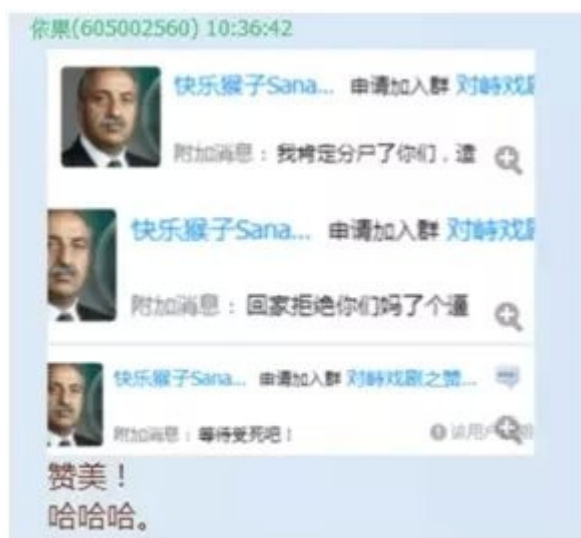 依果(605002560) 10:36:42
快乐猴子Sana... 申请加入群 对峙戏剧
附加消息：我肯定分尸了你们，渣
快乐猴子Sana... 申请加入群 对峙戏剧
附加消息：回家拒绝你们妈了个逼
快乐猴子Sana... 申请加入群 对峙戏剧之赞...
附加消息：等待受死吧！ 该用户
赞美！
哈哈哈。